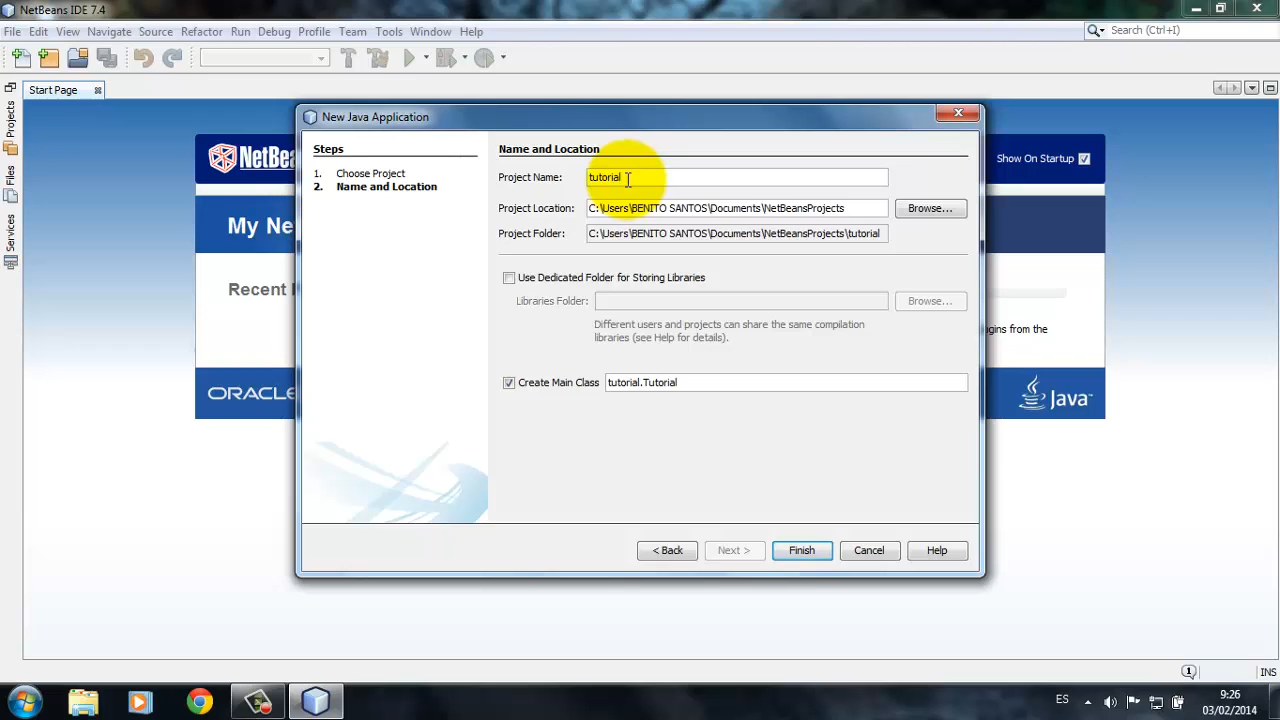 NetBeans IDE 7.4
File Edit View Navigate Source Refactor Run Debug Profile Team Tools Window Help
Search (Ctrl+I)
Start Page
Projects
Files
Services
New Java Application
Steps
1. Choose Project
2. Name and Location
Name and Location
Project Name: tutorial
Project Location: C:\Users\BENITO SANTOS\Documents\NetBeansProjects Browse...
Project Folder: C:\Users\BENITO SANTOS\Documents\NetBeansProjects\tutorial
Use Dedicated Folder for Storing Libraries
Libraries Folder: Browse...
Different users and projects can share the same compilation
libraries (see Help for details).
Create Main Class tutorial.Tutorial
< Back Next > Finish Cancel Help
Show On Startup
My Ne
Recent
ORACLE
Java
INS
ES
9:26
03/02/2014